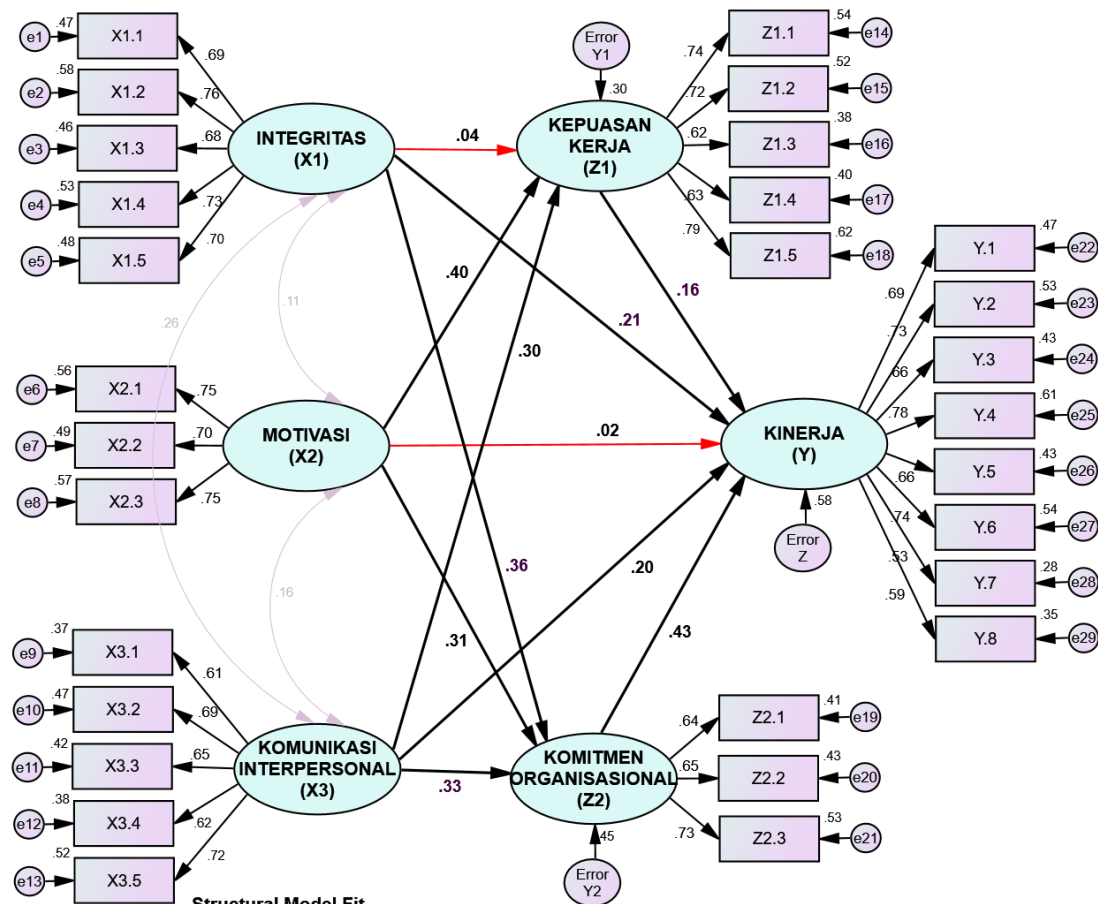 .47
e1
X1.1
.69
.58
e2
X1.2
.76
.46
e3
X1.3
.68
.53
e4
X1.4
.73
.48
e5
X1.5
.70
INTEGRITAS
(X1)
.04
Error
Y1
.30
KEPUASAN
KERJA
(Z1)
.74
Z1.1
.54
e14
.72
Z1.2
.52
e15
.62
Z1.3
.38
e16
.63
Z1.4
.40
e17
.79
Z1.5
.62
e18
.11
.26
.40
.30
.21
.16
.56
e6
X2.1
.75
.49
e7
X2.2
.70
.57
e8
X2.3
.75
MOTIVASI
(X2)
.02
KINERJA
(Y)
.58
Error
Z
.69
Y.1
.47
e22
.73
Y.2
.53
e23
.66
Y.3
.43
e24
.78
Y.4
.61
e25
Y.5
.43
e26
.66
Y.6
.54
e27
.74
Y.7
.28
e28
.53
.59
Y.8
.35
e29
.16
.36
.31
.20
.43
.37
e9
X3.1
.61
.47
e10
X3.2
.69
.42
e11
X3.3
.65
.38
e12
X3.4
.62
.52
e13
X3.5
.72
KOMUNIKASI
INTERPERSONAL
(X3)
.33
KOMITMEN
ORGANISASIONAL
(Z2)
.45
Error
Y2
.64
Z2.1
.41
e19
.65
Z2.2
.43
e20
.73
Z2.3
.53
e21
Structural Model Fit